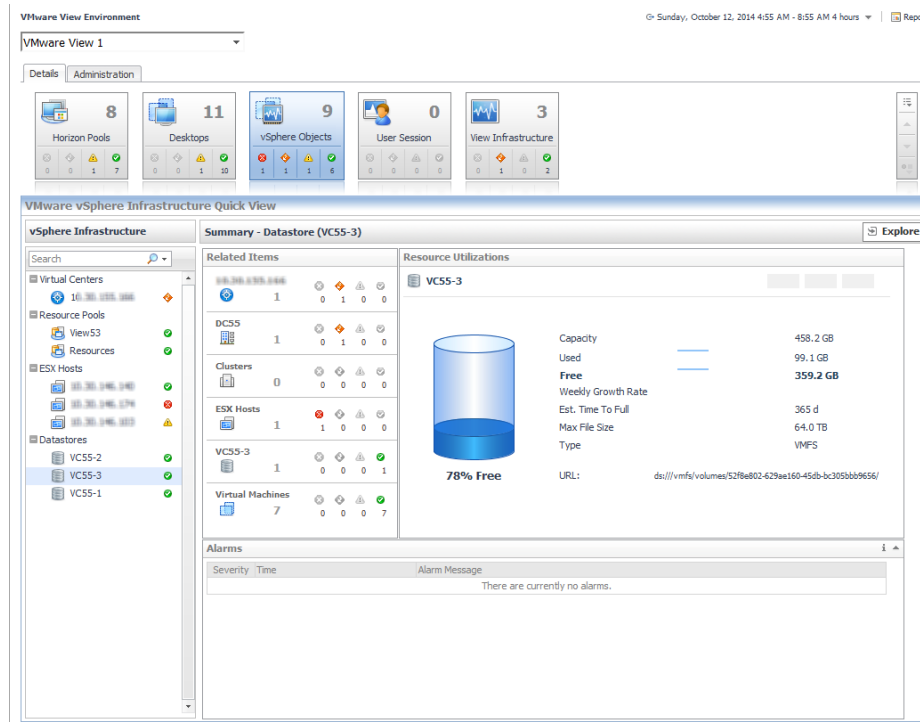 VMware View Environment
Sunday, October 12, 2014 4:55 AM - 8:55 AM 4 hours
Repo
VMware View 1
Details Administration
8 11 9 0 3
Horizon Pools Desktops vSphere Objects User Session View Infrastructure
0 0 1 7 0 0 1 10 1 1 1 6 0 0 0 0 0 1 0 2
VMware vSphere Infrastructure Quick View
vSphere Infrastructure
Search
Virtual Centers
Resource Pools
View53
Resources
ESX Hosts
Datastores
VC55-2
VC55-3
VC55-1
Summary - Datastore (VC55-3)
Explore
Related Items
1
0 1 0 0
DC55
1
0 1 0 0
Clusters
0
0 0 0 0
ESX Hosts
1
1 0 0 0
VC55-3
1
0 0 0 1
Virtual Machines
7
0 0 0 7
Resource Utilizations
VC55-3
78% Free
Capacity 458.2 GB
Used 99.1 GB
Free 359.2 GB
Weekly Growth Rate
Est. Time To Full 365 d
Max File Size 64.0 TB
Type VMFS
URL: ds:///vmfs/volumes/52f8e802-629ae160-45db-bc305bbb9656/
Alarms
Severity Time Alarm Message
There are currently no alarms.